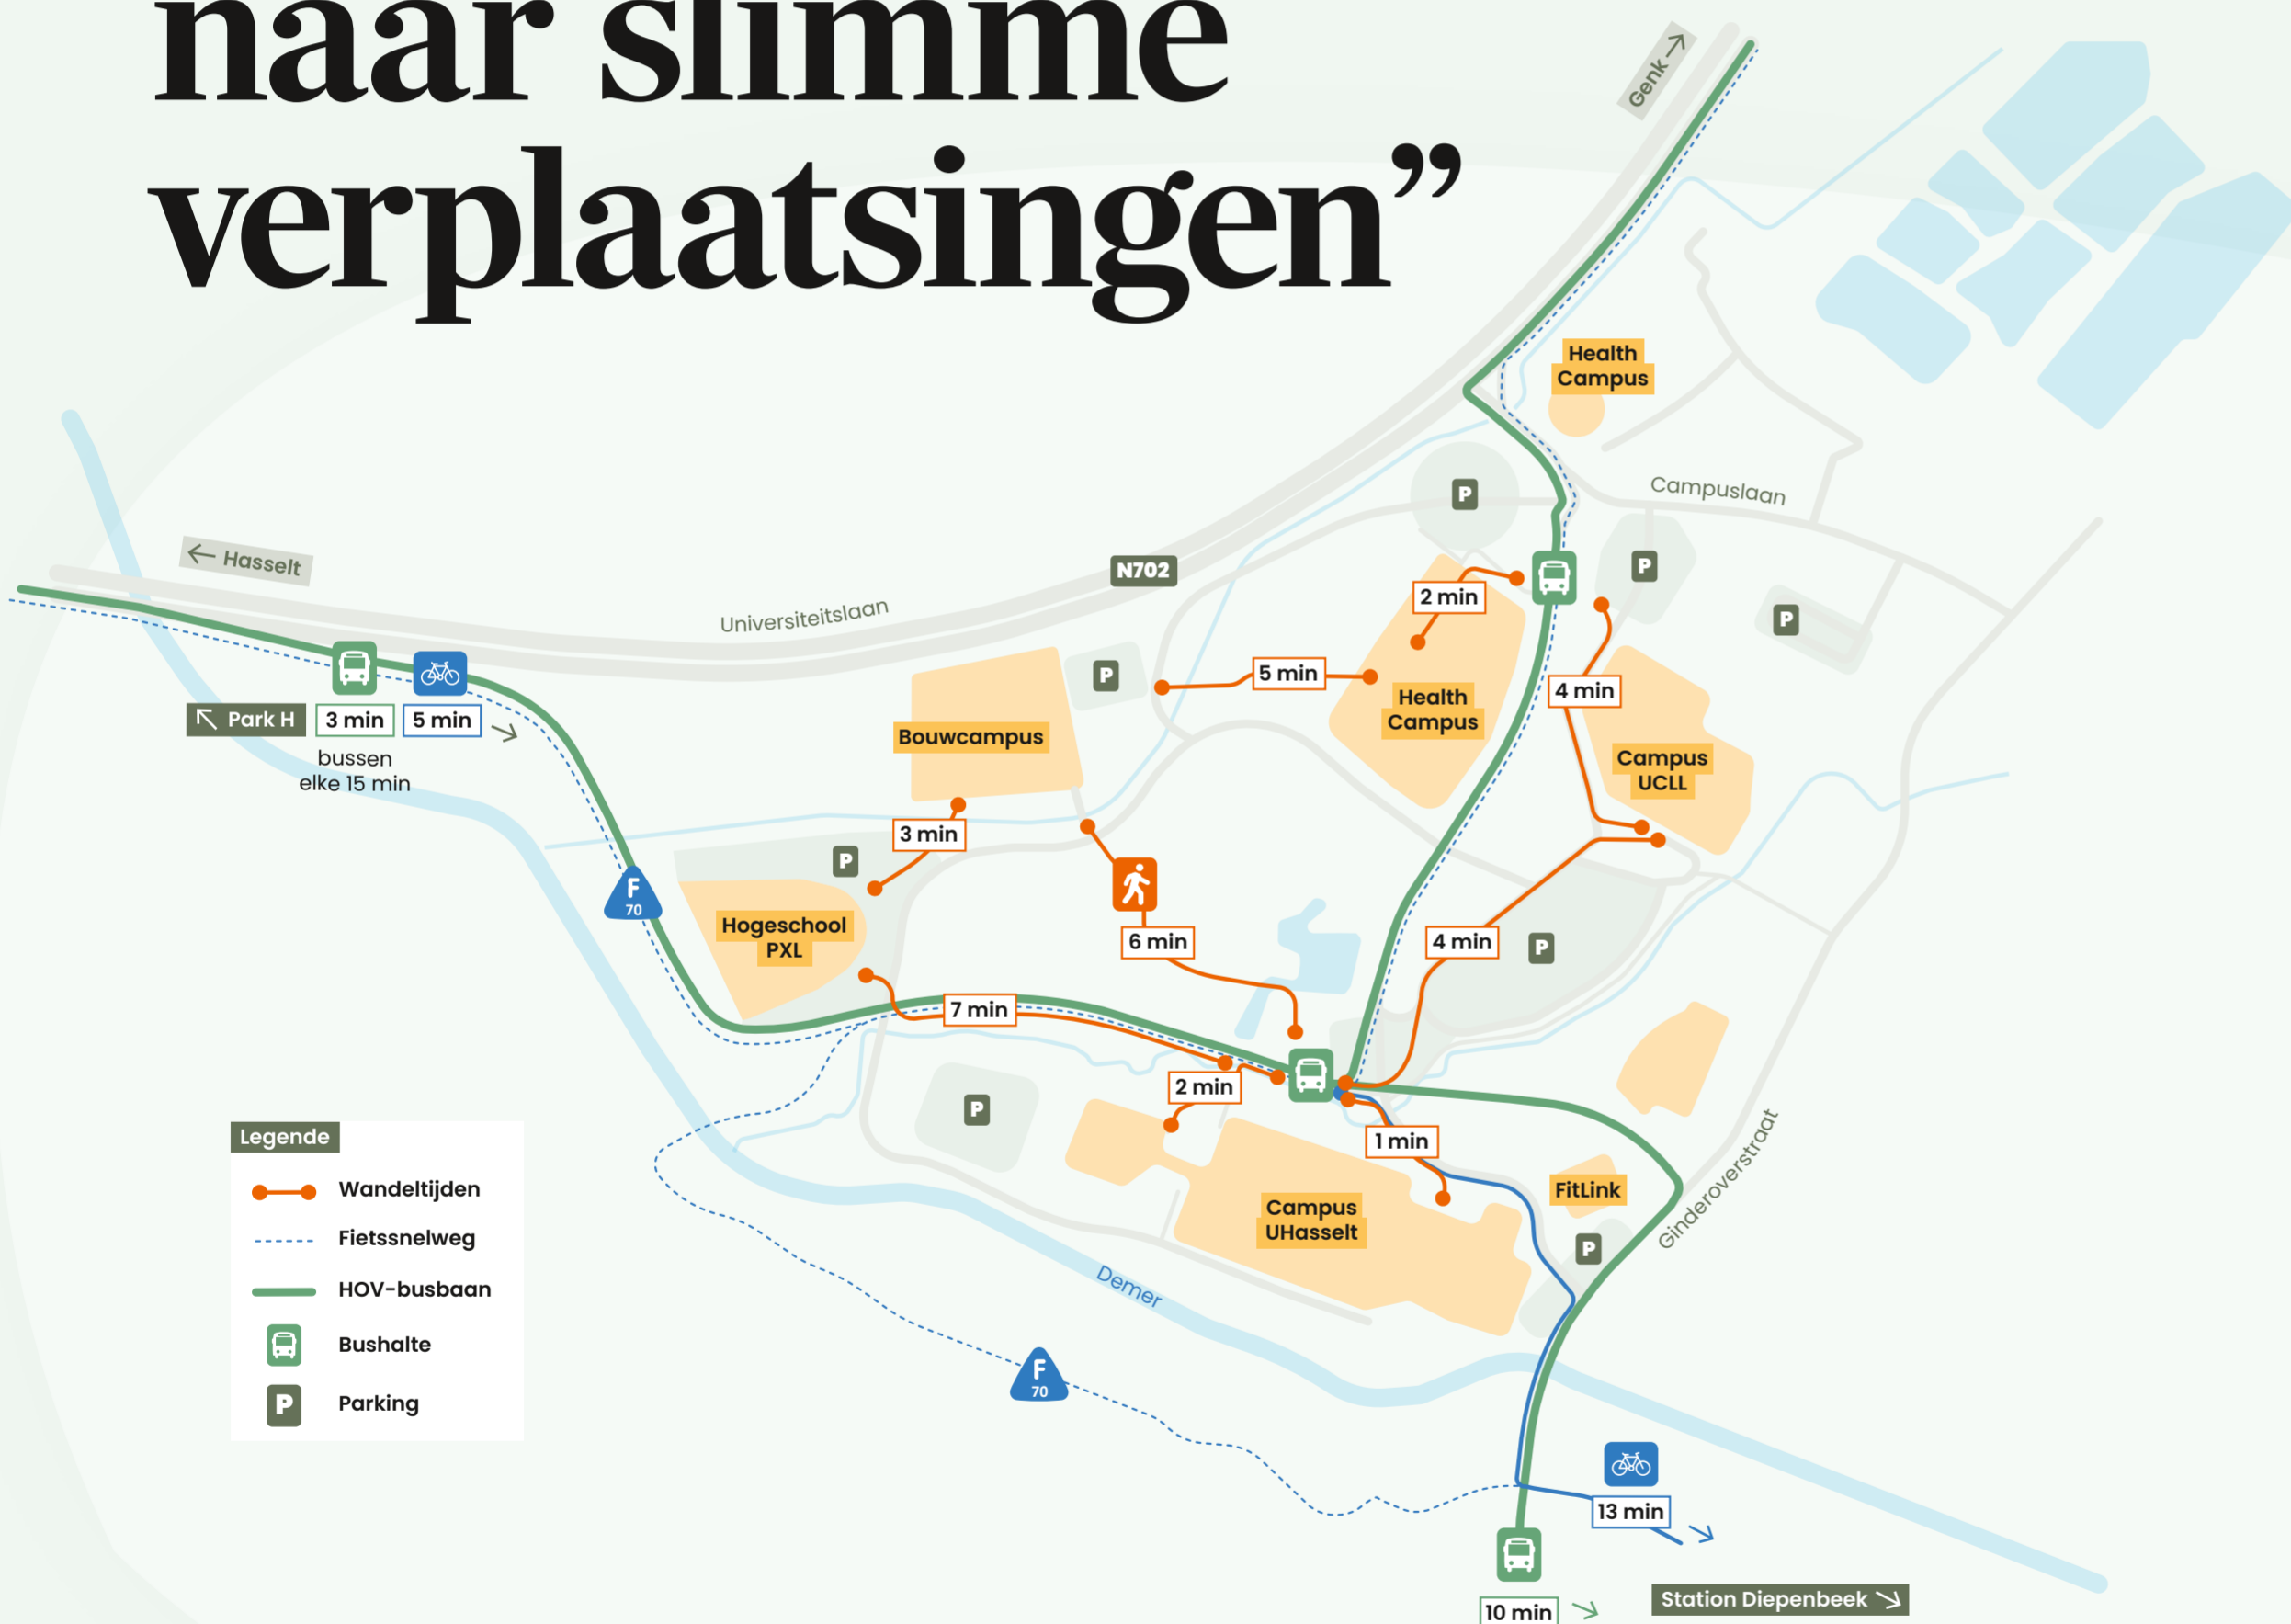 naar slimme
verplaatsingen”
Genk
Health
Campus
P
Campuslaan
Hasselt
N702
P
Universiteitslaan
2 min
P
5 min
P
4 min
Health
Campus
Park H
3 min
5 min
bussen
elke 15 min
Bouwcampus
Campus
UCLL
3 min
P
F
70
Hogeschool
PXL
6 min
4 min
P
7 min
2 min
P
1 min
Campus
UHasselt
FitLink
P
Ginderoverstraat
Demer
F
70
Legende
Wandeltijden
Fietssnelweg
HOV-busbaan
Bushalte
P
Parking
13 min
10 min
Station Diepenbeek